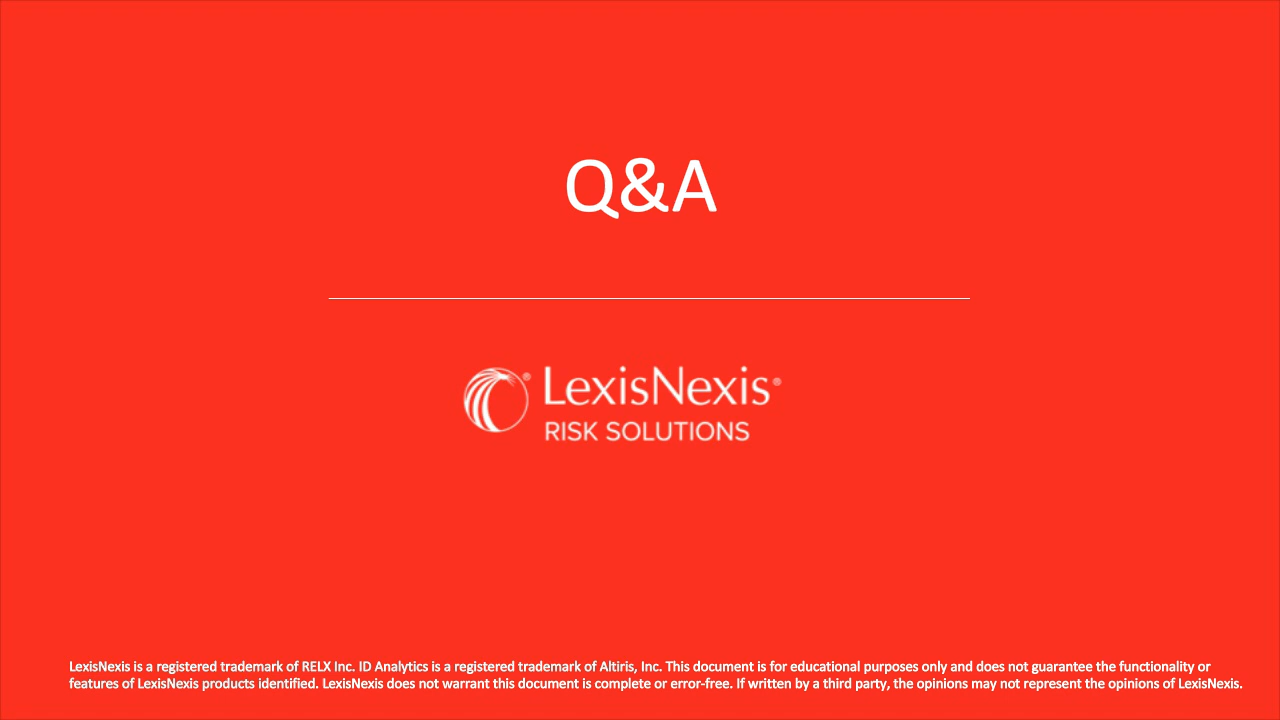 Q&A
LexisNexis®
RISK SOLUTIONS
LexisNexis is a registered trademark of RELX Inc. ID Analytics is a registered trademark of Altiris, Inc. This document is for educational purposes only and does not guarantee the functionality or
features of LexisNexis products identified. LexisNexis does not warrant this document is complete or error-free. If written by a third party, the opinions may not represent the opinions of LexisNexis.